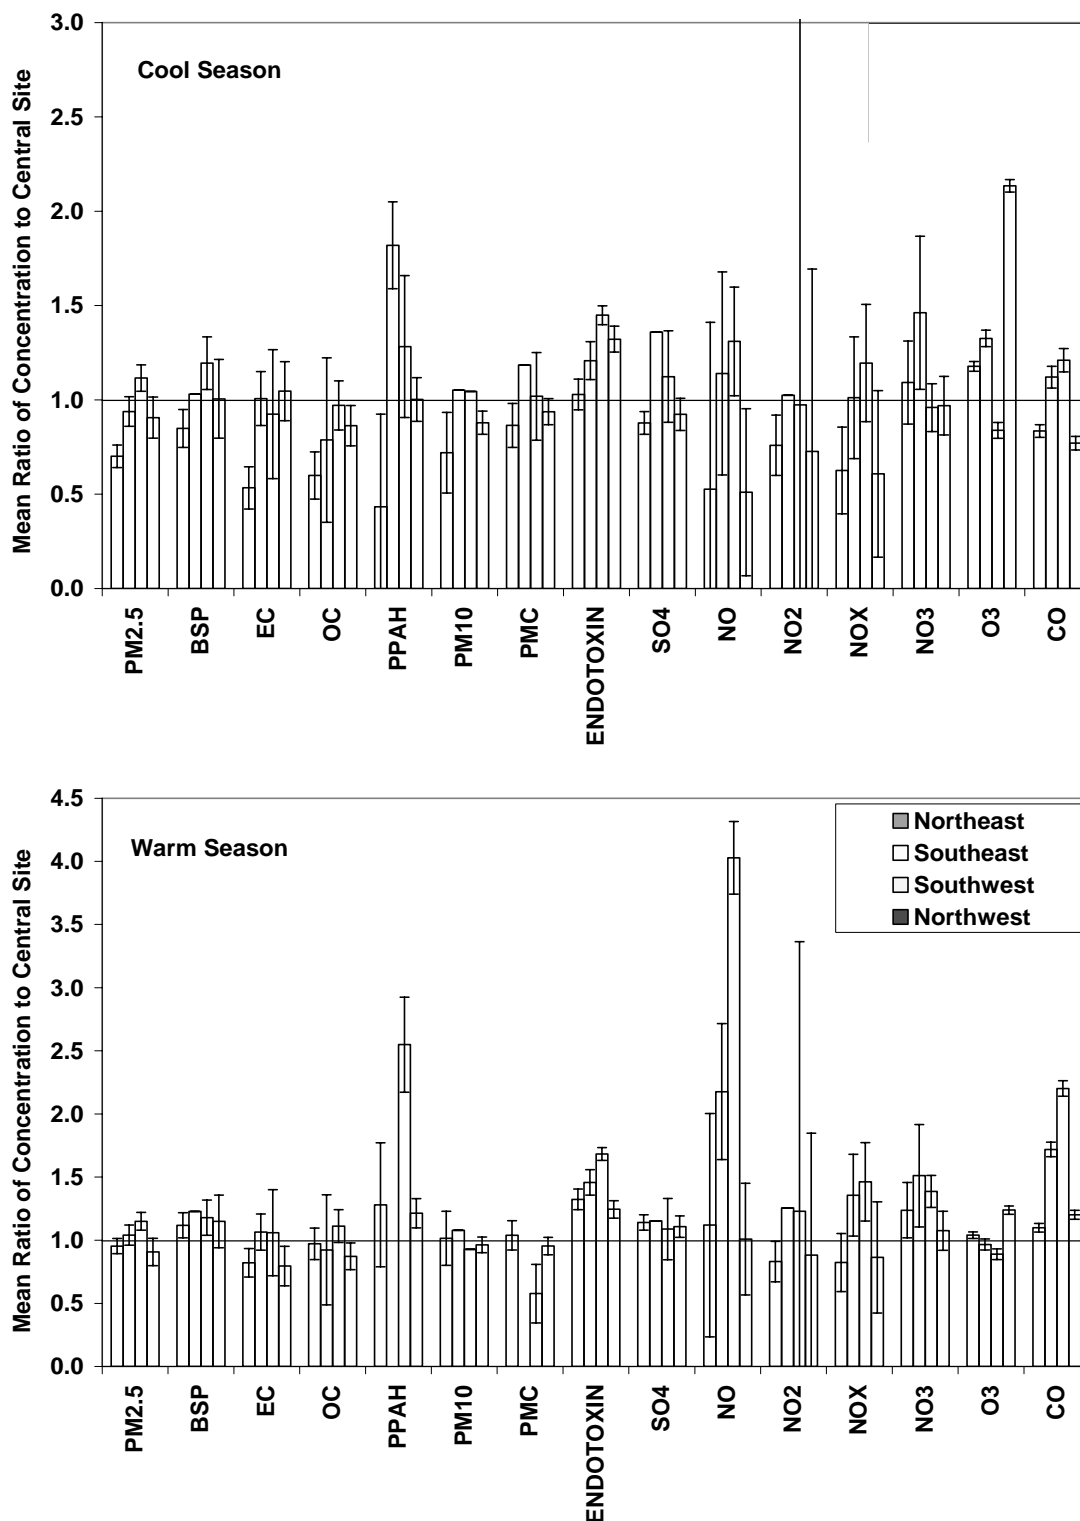 Mean Ratio of Concentration to Central Site
3.0
2.5
2.0
1.5
1.0
0.5
0.0
Cool Season
PM2.5
BSP
EC
OC
PPAH
PM10
PMC
ENDOTOXIN
SO4
NO
NO2
NOX
NO3
O3
CO
Mean Ratio of Concentration to Central Site
4.5
4.0
3.5
3.0
2.5
2.0
1.5
1.0
0.5
0.0
Warm Season
Northeast
Southeast
Southwest
Northwest
PM2.5
BSP
EC
OC
PPAH
PM10
PMC
ENDOTOXIN
SO4
NO
NO2
NOX
NO3
O3
CO